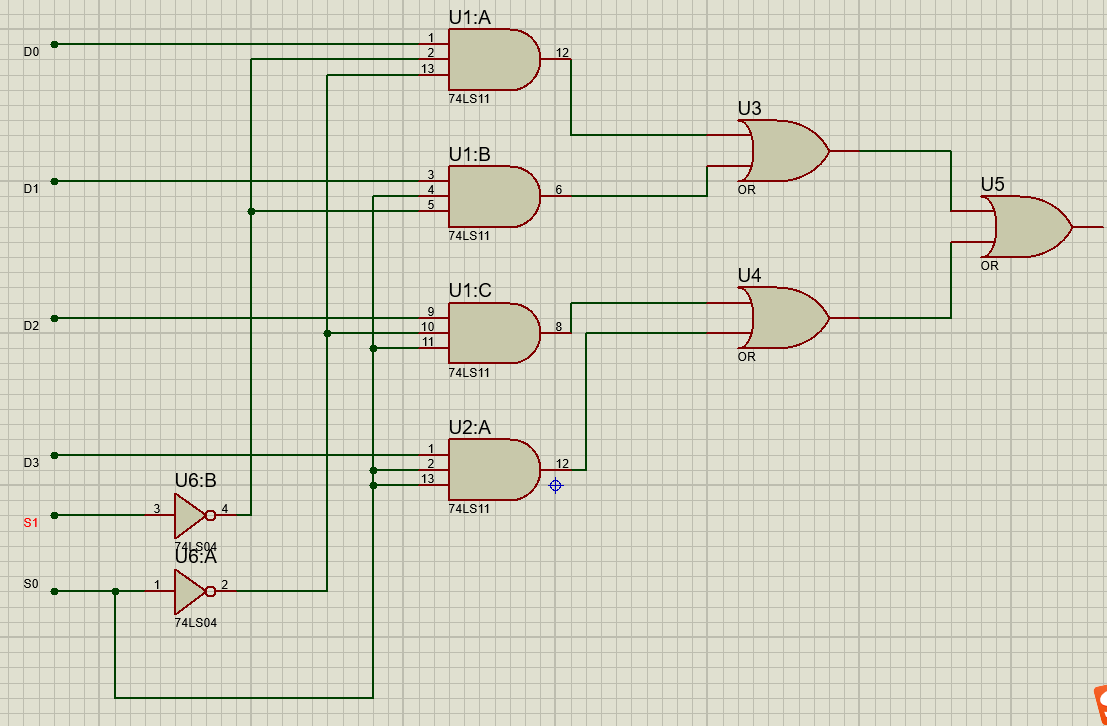 U1:A
D0
1
2
13
12
74LS11
U3
OR
U1:B
D1
3
4
5
6
74LS11
U5
OR
U1:C
D2
9
10
11
8
74LS11
U4
OR
U2:A
D3
1
2
13
12
74LS11
U6:B
S1
3
4
74LS04
U6:A
S0
1
2
74LS04